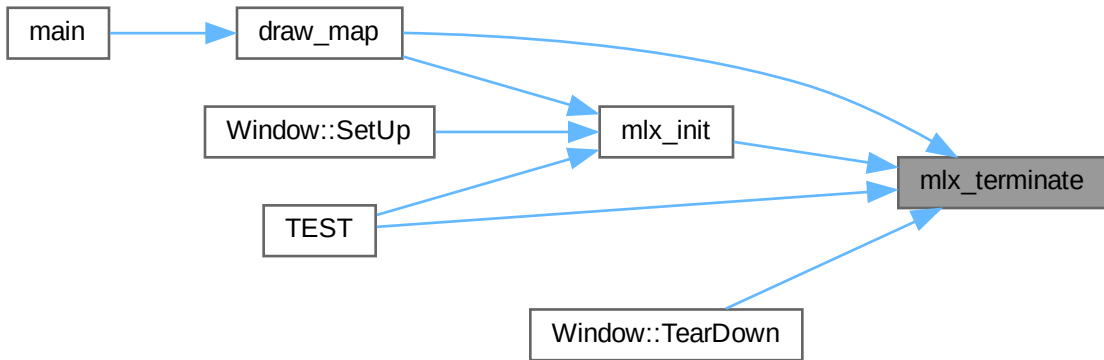 main
draw_map
Window::SetUp
mlx_init
mlx_terminate
TEST
Window::TearDown